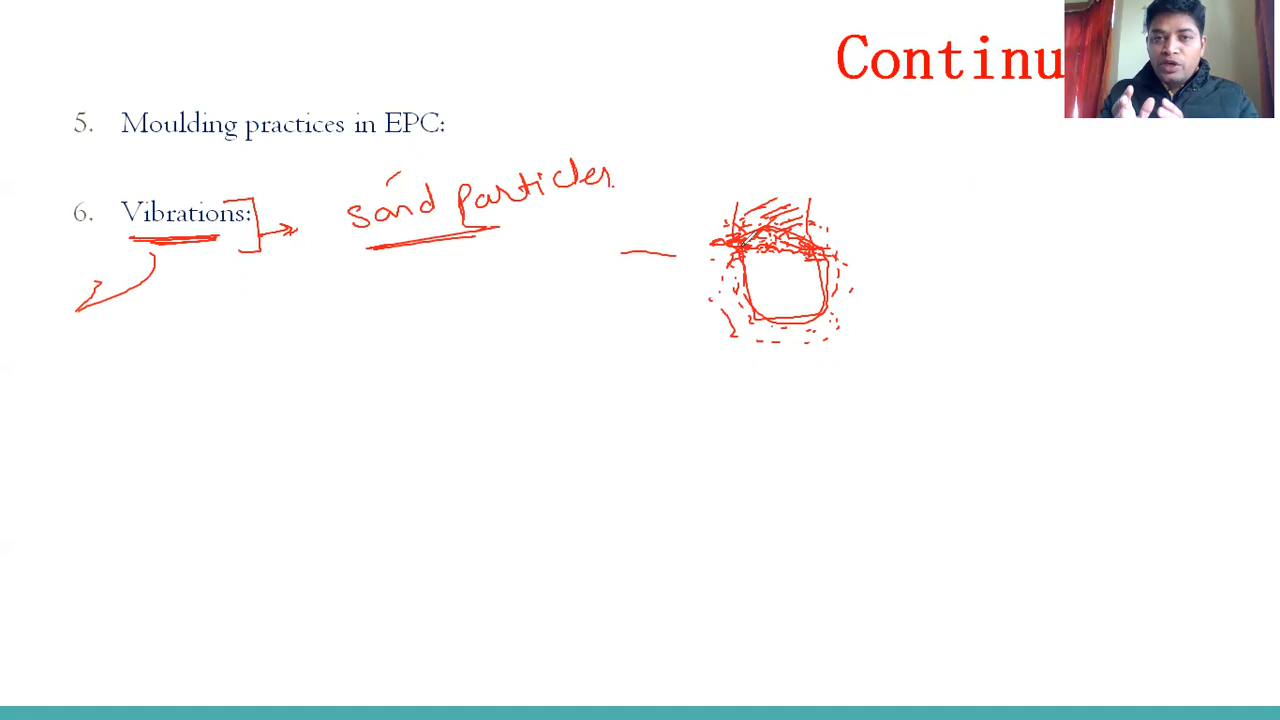 Continu
5. Moulding practices in EPC:
6. Vibrations:
sand particles